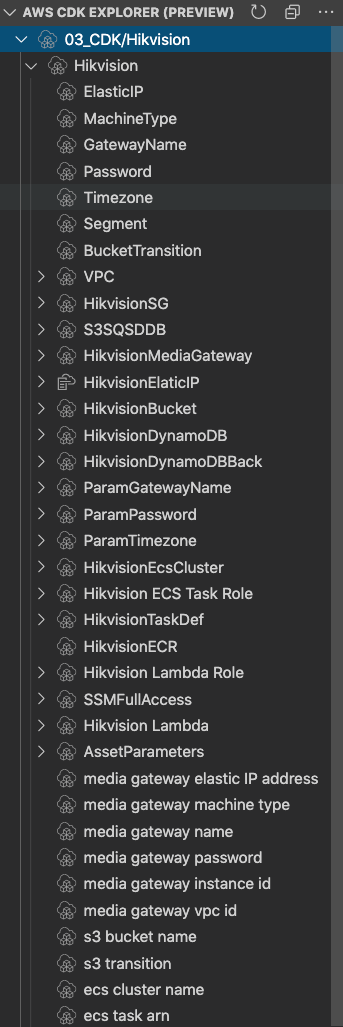 AWS CDK EXPLORER (PREVIEW)
03_CDK/Hikvision
Hikvision
ElasticIP
MachineType
GatewayName
Password
Timezone
Segment
BucketTransition
VPC
HikvisionSG
S3SQSDDB
HikvisionMediaGateway
HikvisionElaticIP
HikvisionBucket
HikvisionDynamoDB
HikvisionDynamoDBBack
ParamGatewayName
ParamPassword
ParamTimezone
HikvisionEcsCluster
Hikvision ECS Task Role
HikvisionTaskDef
HikvisionECR
Hikvision Lambda Role
SSMFullAccess
Hikvision Lambda
AssetParameters
media gateway elastic IP address
media gateway machine type
media gateway name
media gateway password
media gateway instance id
media gateway vpc id
s3 bucket name
s3 transition
ecs cluster name
ecs task arn